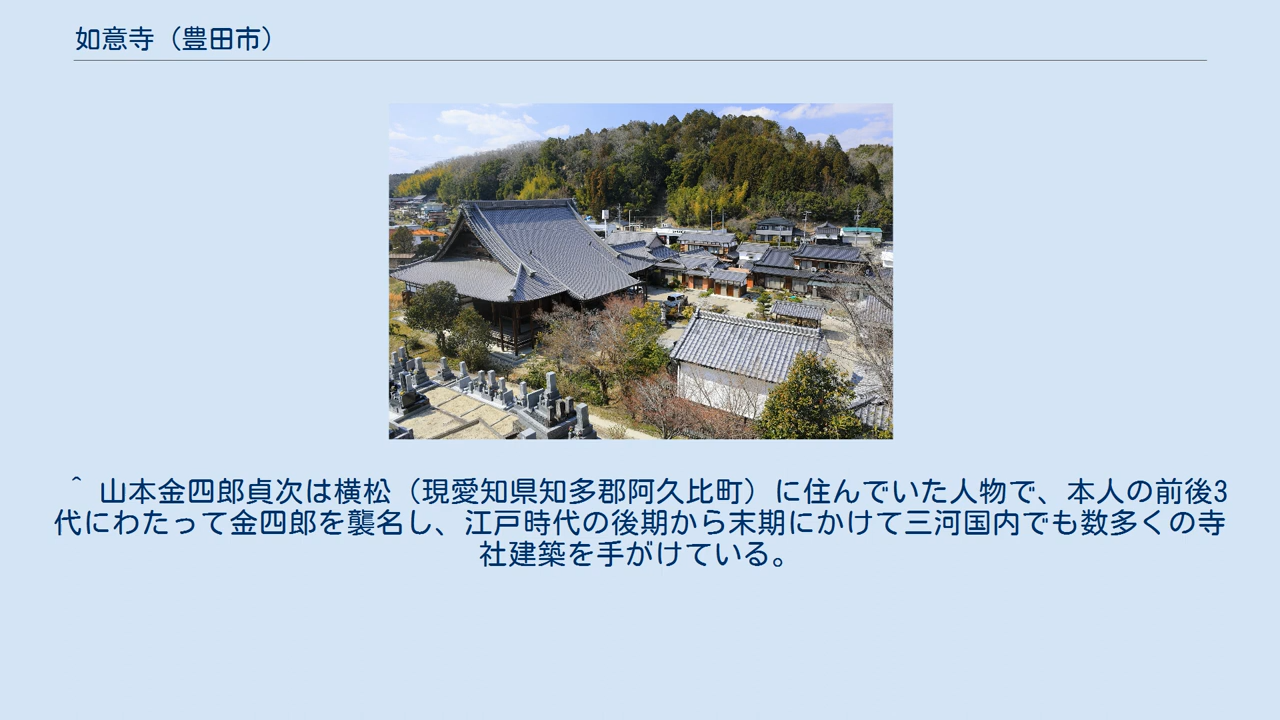 如意寺（豊田市）
^ 山本金四郎貞次は横松（現愛知県知多郡阿久比町）に住んでいた人物で、本人の前後3
代にわたって金四郎を襲名し、江戸時代の後期から末期にかけて三河国内でも数多くの寺
社建築を手がけている。